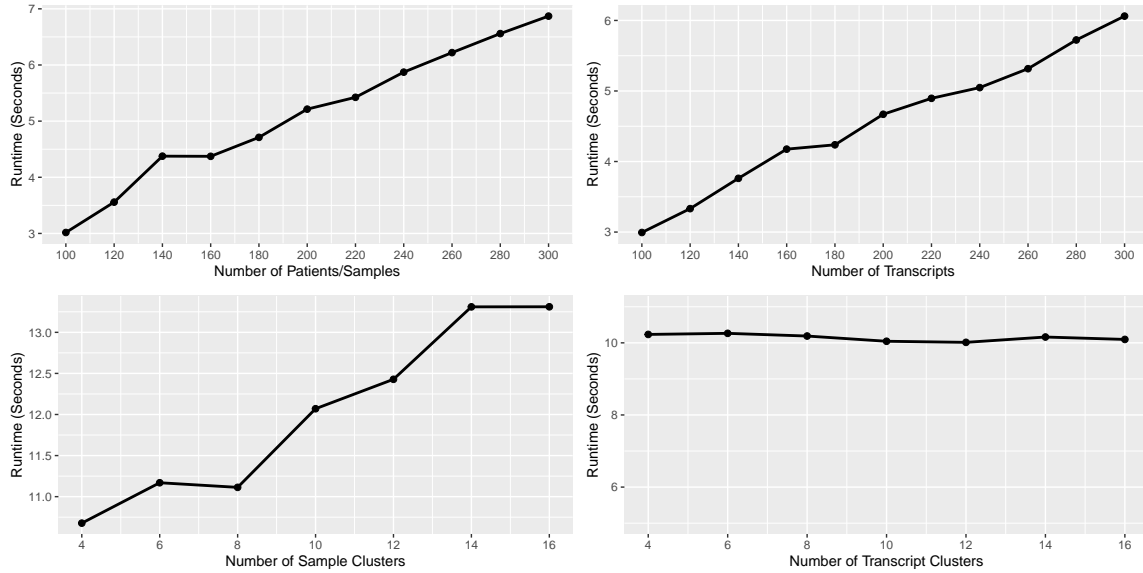 7
6
5
4
3
Runtime (Seconds)
100 120 140 160 180 200 220 240 260 280 300
Number of Patients/Samples
6
5
4
3
Runtime (Seconds)
100 120 140 160 180 200 220 240 260 280 300
Number of Transcripts
13.0
12.5
12.0
11.5
11.0
Runtime (Seconds)
4 6 8 10 12 14 16
Number of Sample Clusters
10
8
6
Runtime (Seconds)
4 6 8 10 12 14 16
Number of Transcript Clusters